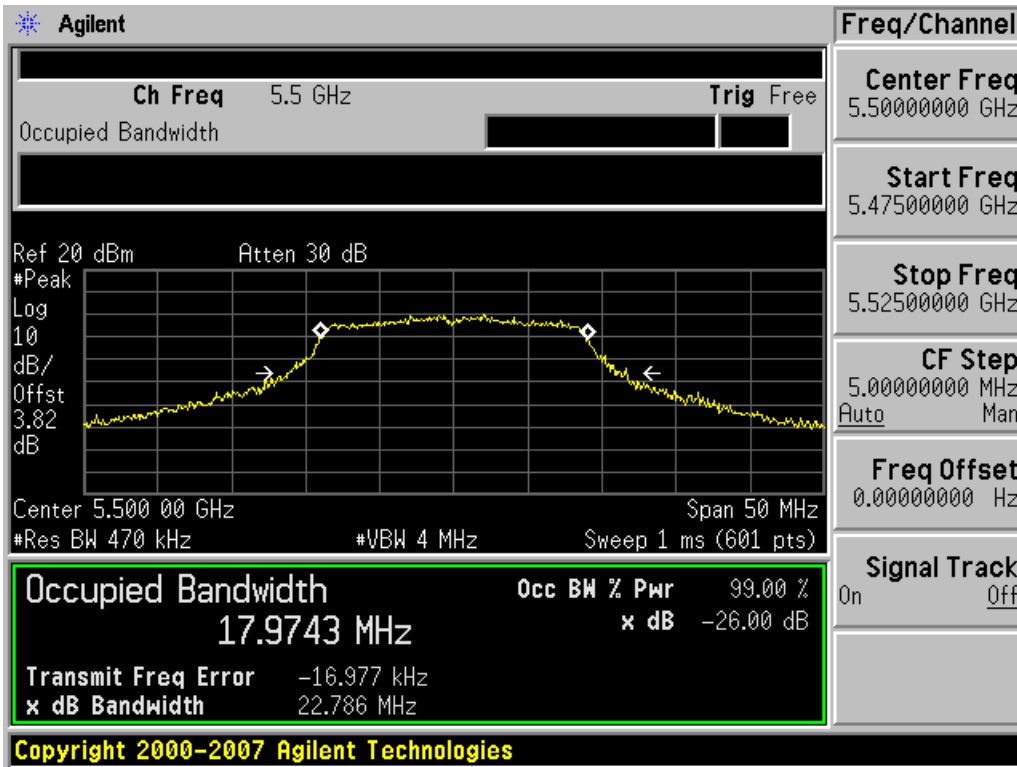 Agilent
Freq/Channel
Ch Freq 5.5 GHz Trig Free
Occupied Bandwidth
Center Freq
5.50000000 GHz
Start Freq
5.47500000 GHz
Stop Freq
5.52500000 GHz
CF Step
5.00000000 MHz
Auto Man
Freq Offset
0.00000000 Hz
Signal Track
On Off
Ref 20 dBm Atten 30 dB
#Peak
Log
10
dB/
Offst
3.82
dB
Center 5.500 00 GHz Span 50 MHz
#Res BW 470 kHz #VBW 4 MHz Sweep 1 ms (601 pts)
Occupied Bandwidth Occ BW % Pwr 99.00 %
17.9743 MHz x dB -26.00 dB
Transmit Freq Error -16.977 kHz
x dB Bandwidth 22.786 MHz
Copyright 2000-2007 Agilent Technologies